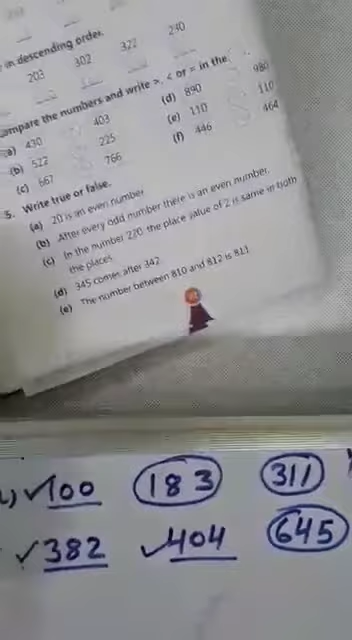 in descending order.
203 302 322 230
compare the numbers and write >, < or = in the
(a) 430 403 (d) 890 980
(b) 522 225 (e) 110 110
(c) 667 766 (f) 446 464
5. Write true or false.
(a) 20 is an even number.
(b) After every odd number there is an even number.
(c) In the number 220 the place value of 2 is same in both
the places.
(d) 345 comes after 342.
(e) The number between 810 and 812 is 811.
✓100 183 311
✓382 ✓404 645